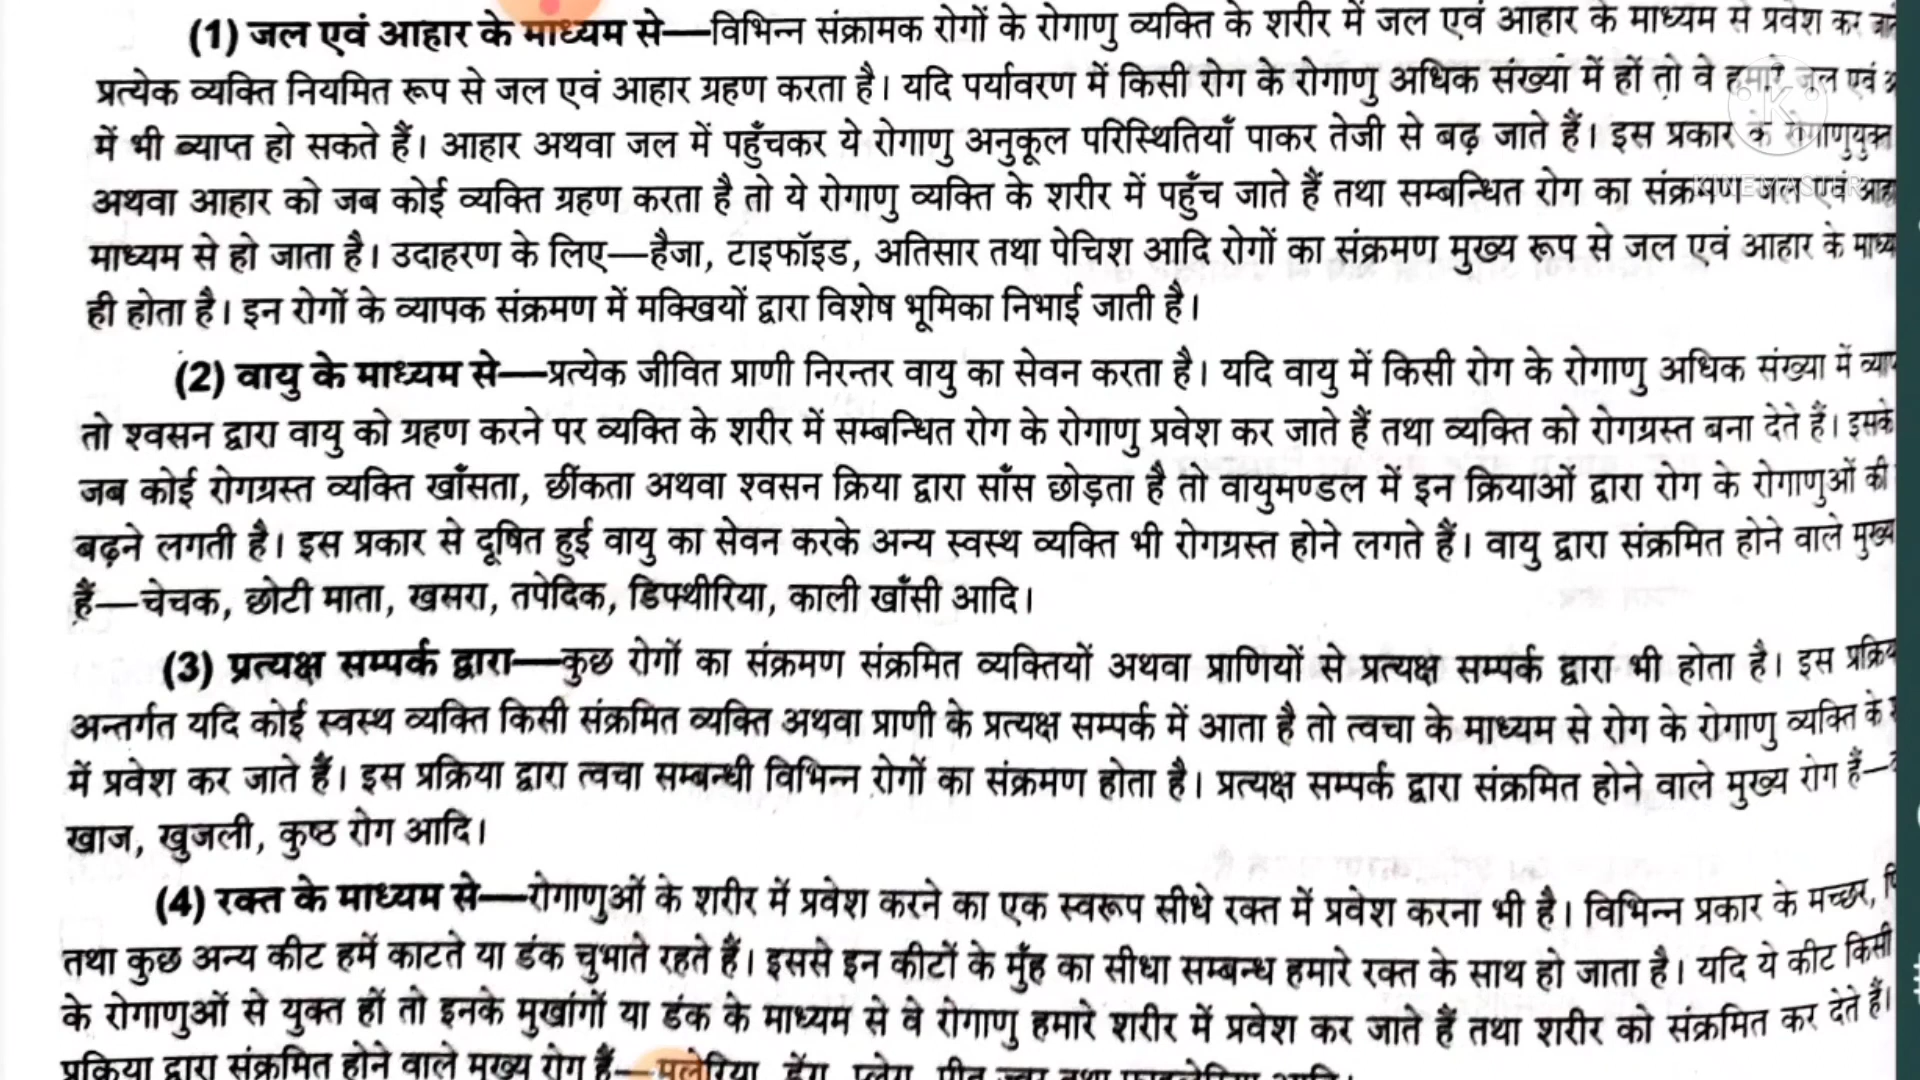 (1) जल एवं आहार के माध्यम से—विभिन्न संक्रामक रोगों के रोगाणु व्यक्ति के शरीर में जल एवं आहार के माध्यम से प्रवेश कर
प्रत्येक व्यक्ति नियमित रूप से जल एवं आहार ग्रहण करता है। यदि पर्यावरण में किसी रोग के रोगाणु अधिक संख्या में हों तो वे हमारे जल एवं
में भी व्याप्त हो सकते हैं। आहार अथवा जल में पहुँचकर ये रोगाणु अनुकूल परिस्थितियाँ पाकर तेजी से बढ़ जाते हैं। इस प्रकार के रोगाणुयुक्त
अथवा आहार को जब कोई व्यक्ति ग्रहण करता है तो ये रोगाणु व्यक्ति के शरीर में पहुँच जाते हैं तथा सम्बन्धित रोग का संक्रमण जल एवं
माध्यम से हो जाता है। उदाहरण के लिए—हैजा, टाइफॉइड, अतिसार तथा पेचिश आदि रोगों का संक्रमण मुख्य रूप से जल एवं आहार के
ही होता है। इन रोगों के व्यापक संक्रमण में मक्खियों द्वारा विशेष भूमिका निभाई जाती है।
(2) वायु के माध्यम से—प्रत्येक जीवित प्राणी निरन्तर वायु का सेवन करता है। यदि वायु में किसी रोग के रोगाणु अधिक संख्या में
तो श्वसन द्वारा वायु को ग्रहण करने पर व्यक्ति के शरीर में सम्बन्धित रोग के रोगाणु प्रवेश कर जाते हैं तथा व्यक्ति को रोगग्रस्त बना देते हैं। इसके
जब कोई रोगग्रस्त व्यक्ति खाँसता, छींकता अथवा श्वसन क्रिया द्वारा साँस छोड़ता है तो वायुमण्डल में इन क्रियाओं द्वारा रोग के रोगाणुओं की
बढ़ने लगती है। इस प्रकार से दूषित हुई वायु का सेवन करके अन्य स्वस्थ व्यक्ति भी रोगग्रस्त होने लगते हैं। वायु द्वारा संक्रमित होने वाले मुख्य
हैं—चेचक, छोटी माता, खसरा, तपेदिक, डिफ्थीरिया, काली खाँसी आदि।
(3) प्रत्यक्ष सम्पर्क द्वारा—कुछ रोगों का संक्रमण संक्रमित व्यक्तियों अथवा प्राणियों से प्रत्यक्ष सम्पर्क द्वारा भी होता है। इस
अन्तर्गत यदि कोई स्वस्थ व्यक्ति किसी संक्रमित व्यक्ति अथवा प्राणी के प्रत्यक्ष सम्पर्क में आता है तो त्वचा के माध्यम से रोग के रोगाणु व्यक्ति के
में प्रवेश कर जाते हैं। इस प्रक्रिया द्वारा त्वचा सम्बन्धी विभिन्न रोगों का संक्रमण होता है। प्रत्यक्ष सम्पर्क द्वारा संक्रमित होने वाले मुख्य रोग हैं—
खाज, खुजली, कुष्ठ रोग आदि।
(4) रक्त के माध्यम से—रोगाणुओं के शरीर में प्रवेश करने का एक स्वरूप सीधे रक्त में प्रवेश करना भी है। विभिन्न प्रकार के मच्छर,
तथा कुछ अन्य कीट हमें काटते या डंक चुभाते रहते हैं। इससे इन कीटों के मुँह का सीधा सम्बन्ध हमारे रक्त के साथ हो जाता है। यदि ये कीट किसी
के रोगाणुओं से युक्त हों तो इनके मुखांगों या डंक के माध्यम से वे रोगाणु हमारे शरीर में प्रवेश कर जाते हैं तथा शरीर को संक्रमित कर देते हैं।
प्रक्रिया द्वारा संक्रमित होने वाले मुख्य रोग हैं—मलेरिया, डेंगू, प्लेग, पीत ज्वर तथा फाइलेरिया आदि।
K
KINEMASTER